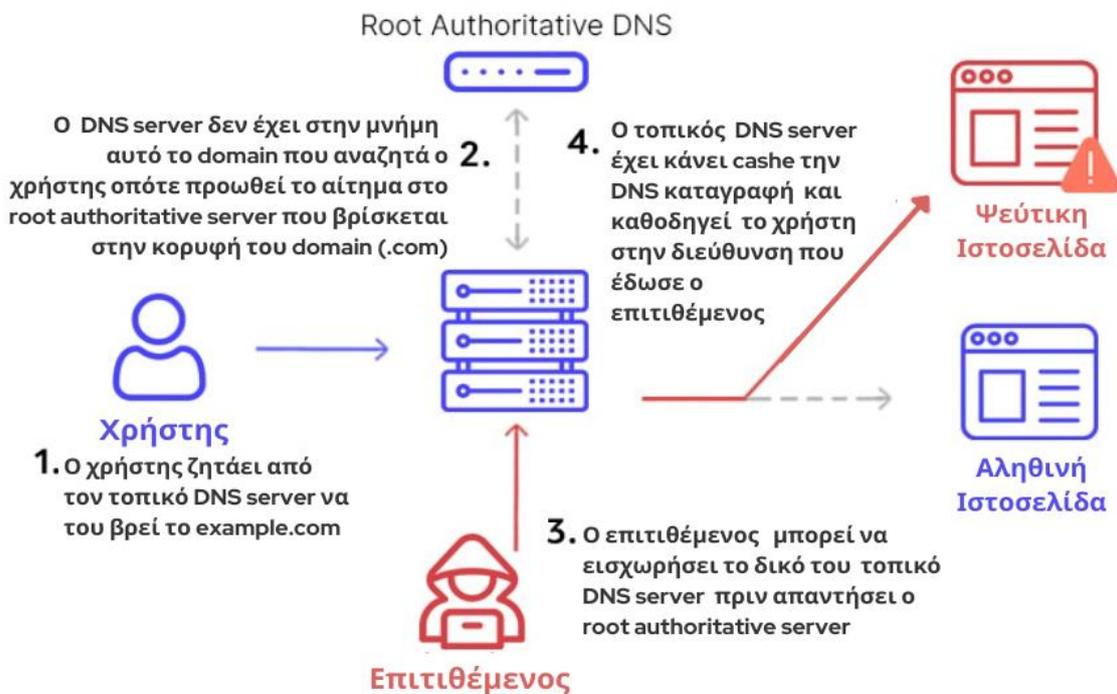 Root Authoritative DNS
Ο DNS server δεν έχει στην μνήμη
αυτό το domain που αναζητά ο
χρήστης οπότε προωθεί το αίτημα στο
root authoritative server που βρίσκεται
στην κορυφή του domain (.com)
2.
4.
Ο τοπικός DNS server
έχει κάνει cashe την
DNS καταγραφή και
καθοδηγεί το χρήστη
στην διεύθυνση που
έδωσε ο
επιτιθέμενος
Ψεύτικη
Ιστοσελίδα
Χρήστης
1. Ο χρήστης ζητάει από
τον τοπικό DNS server να
του βρεί το example.com
Αληθινή
Ιστοσελίδα
3. Ο επιτιθέμενος μπορεί να
εισχωρήσει το δικό του τοπικό
DNS server πριν απαντήσει ο
root authoritative server
Επιτιθέμενος